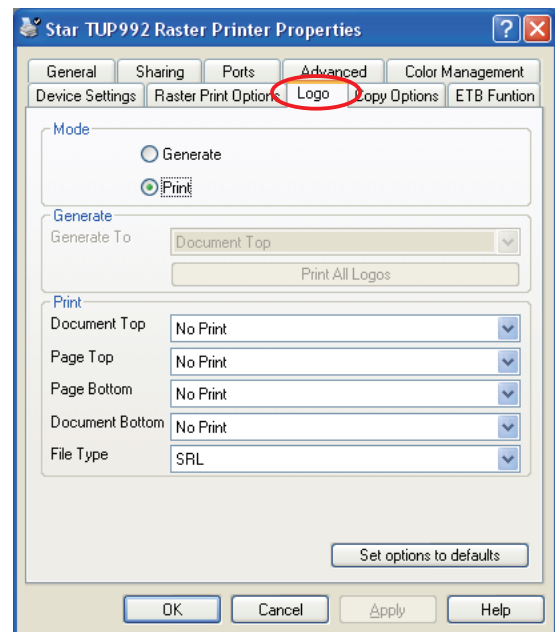 Star TUP992 Raster Printer Properties
General Sharing Ports Advanced Color Management
Device Settings Raster Print Options Logo Copy Options ETB Funtion
Mode
Generate
Print
Generate
Generate To Document Top
Print All Logos
Print
Document Top No Print
Page Top No Print
Page Bottom No Print
Document Bottom No Print
File Type SRL
Set options to defaults
OK Cancel Apply Help